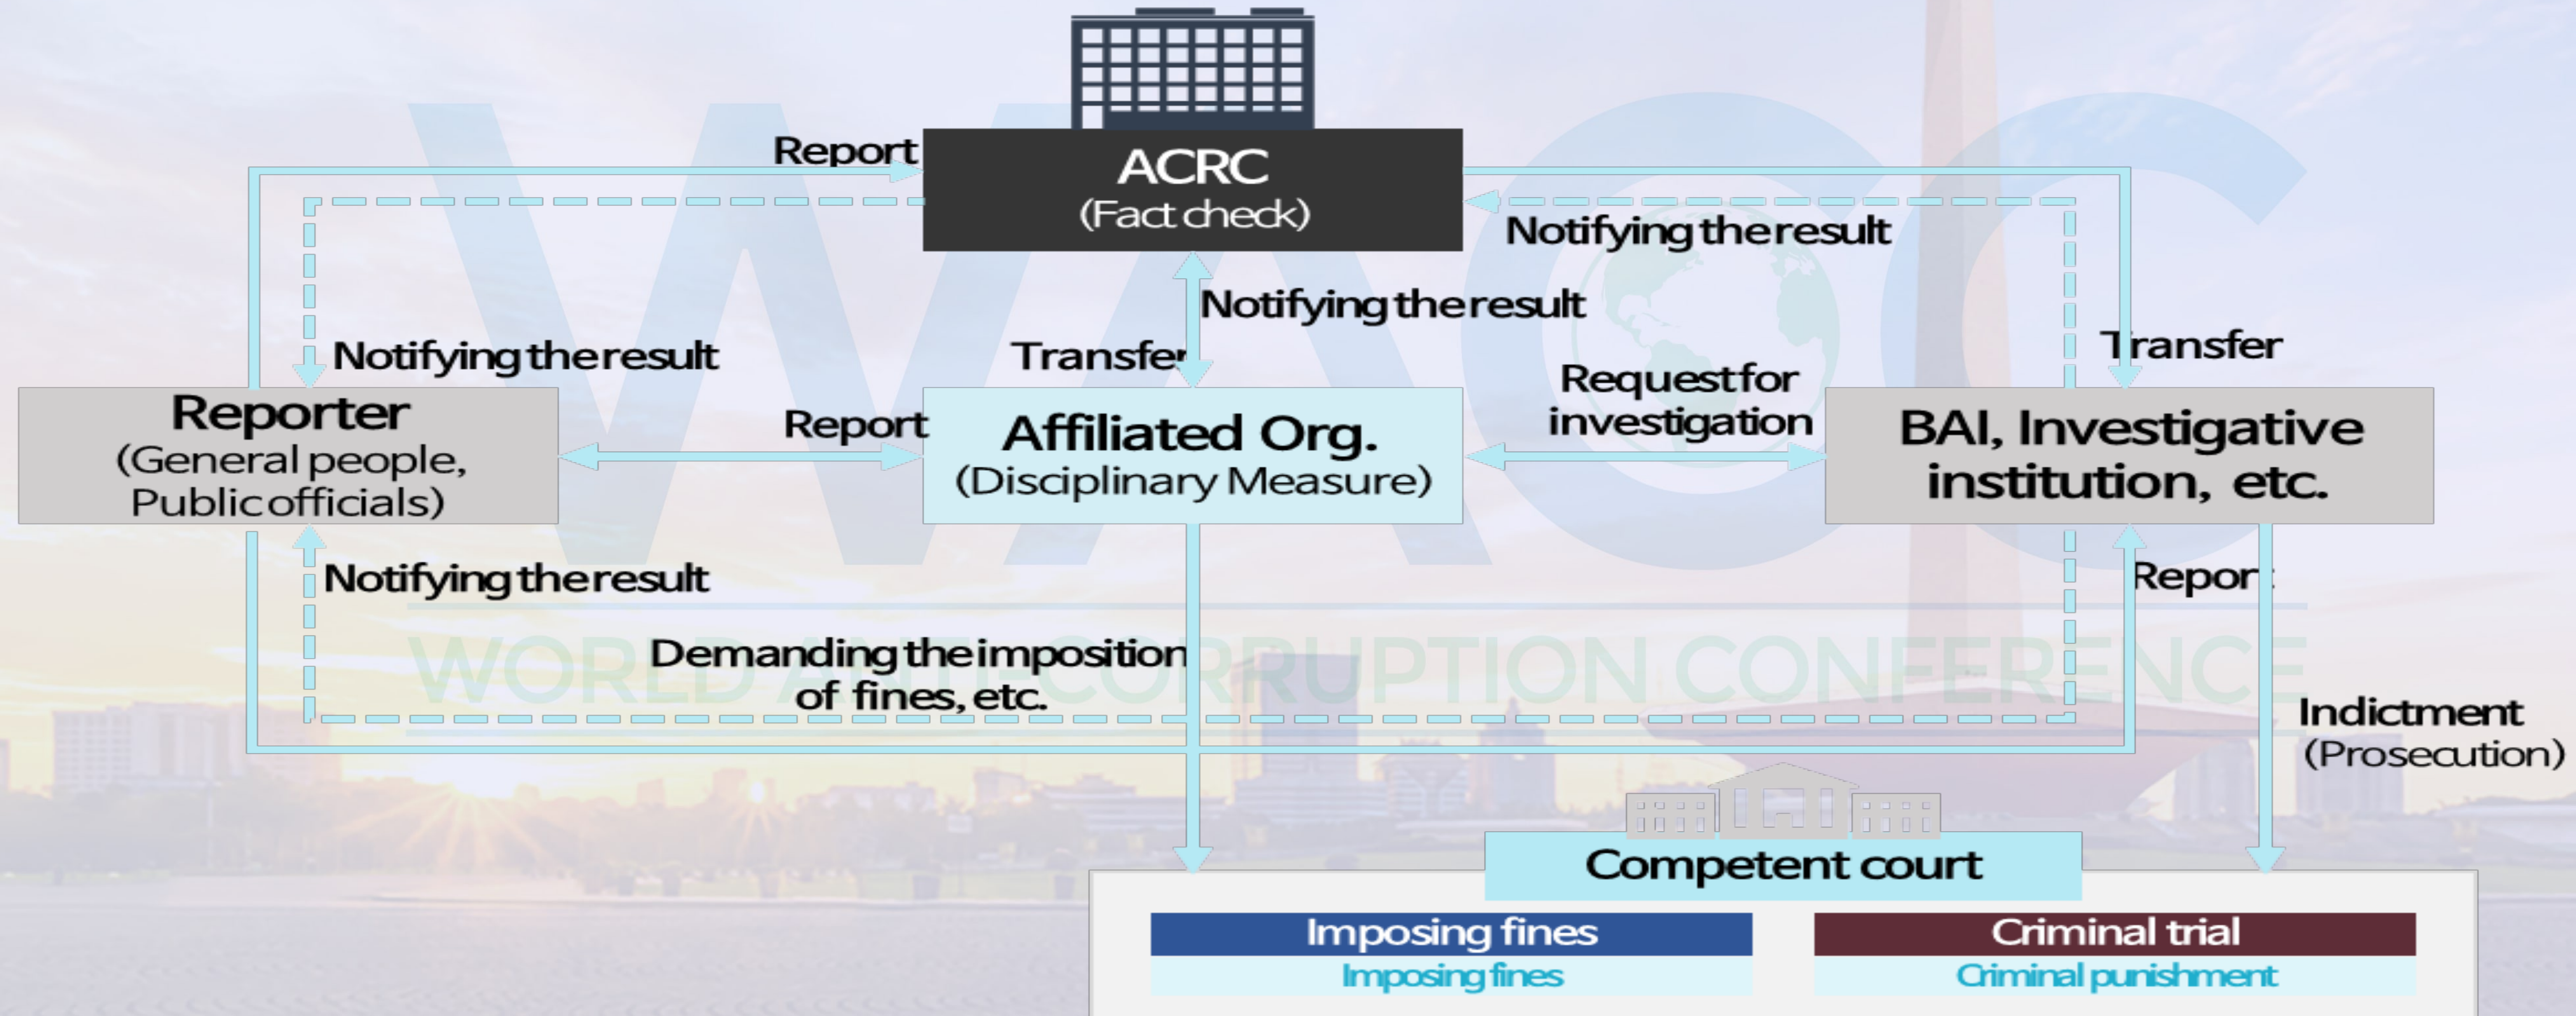 Report
ACRC
(Fact check)
Notifying the result
Notifying the result
Notifying the result
Transfer
Transfer
Request for
investigation
Reporter
(General people,
Public officials)
Report
Affiliated Org.
(Disciplinary Measure)
BAI, Investigative
institution, etc.
Notifying the result
Report
WACC
WORLD ANTI-CORRUPTION CONFERENCE
Demanding the imposition
of fines, etc.
Indictment
(Prosecution)
Competent court
Imposing fines
Imposing fines
Criminal trial
Criminal punishment